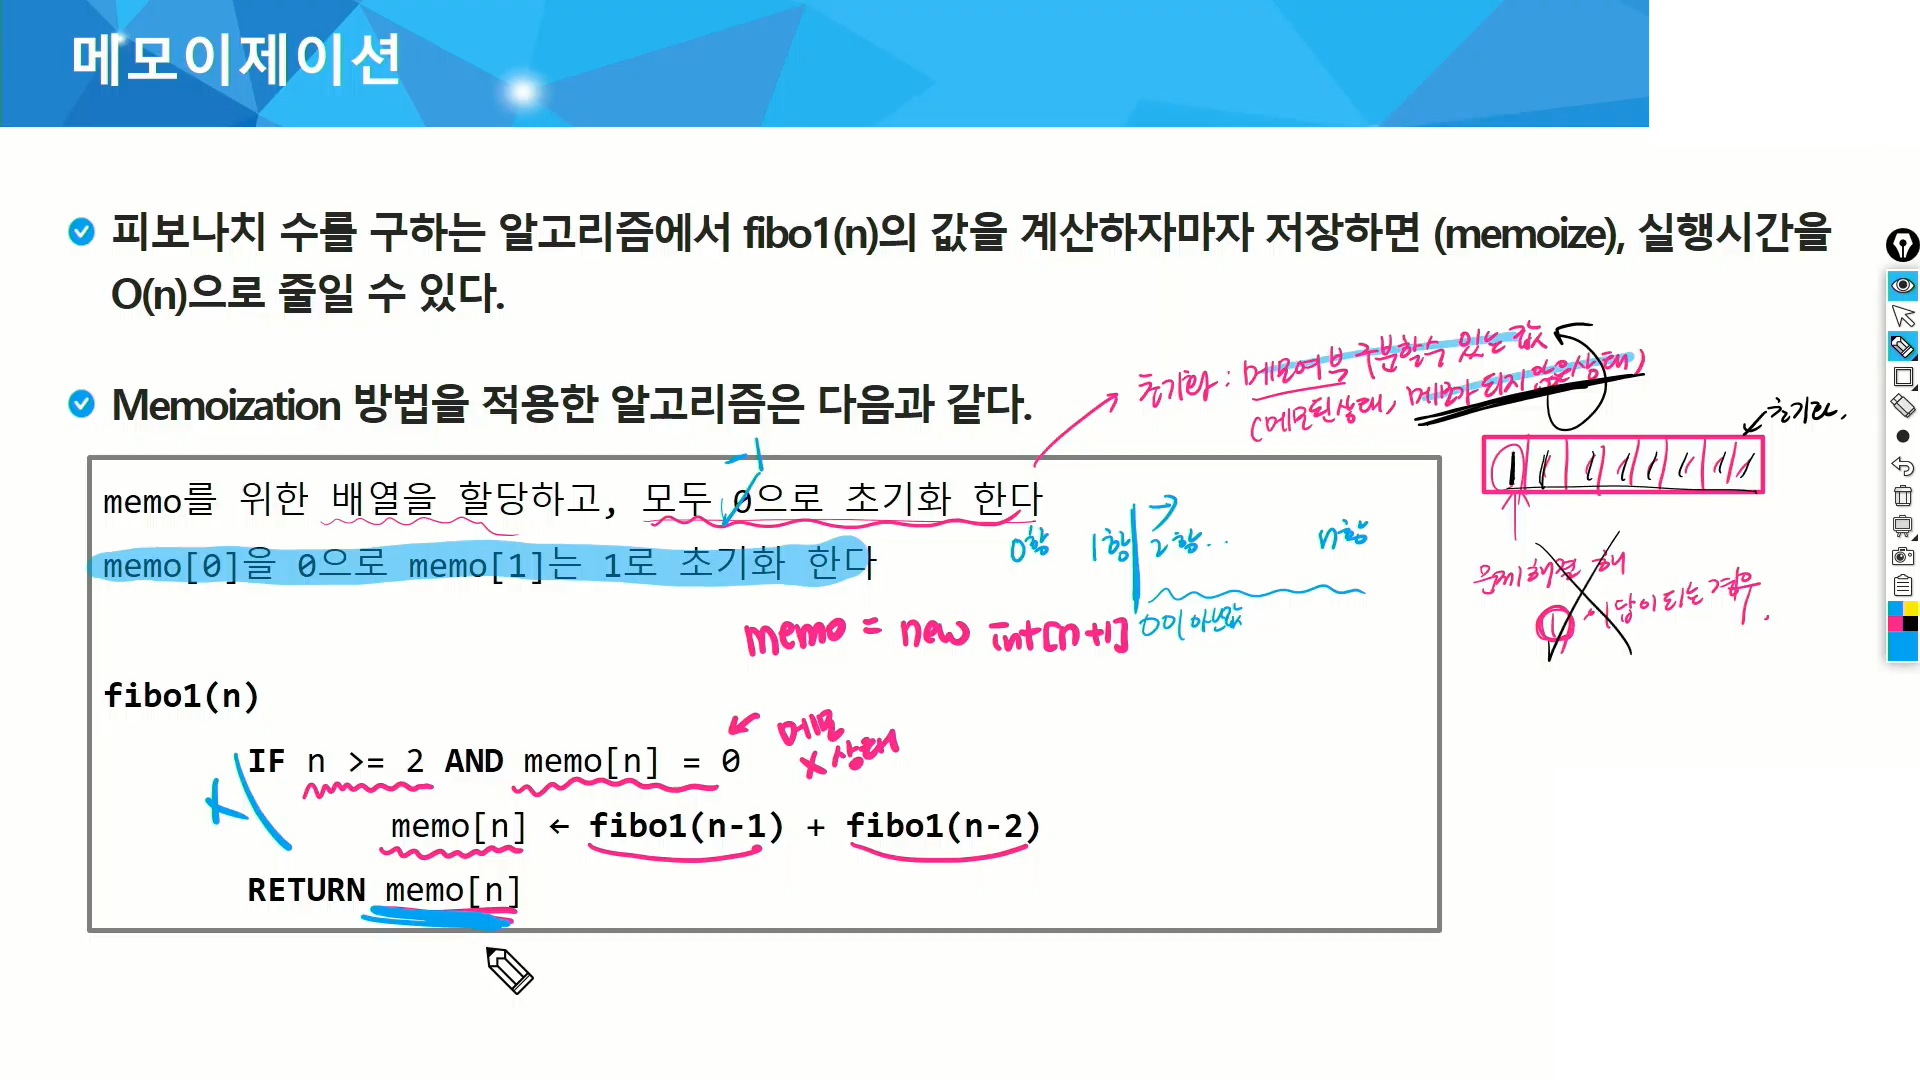 메모이제이션
피보나치 수를 구하는 알고리즘에서 fibo1(n)의 값을 계산하자마자 저장하면 (memoize), 실행시간을
O(n)으로 줄일 수 있다.
Memoization 방법을 적용한 알고리즘은 다음과 같다.
초기화 : 메모여부 구분할수 있는 값
(메모된상태, 메모가 되지 않은상태)
초기화.
-1
memo를 위한 배열을 할당하고, 모두 0으로 초기화 한다
memo[0]을 0으로 memo[1]는 1로 초기화 한다
0항 1항 2항.. n항
0이 아닌값
문제해결 해
1 이 답이 되는 경우.
memo = new int[n+1]
fibo1(n)
메모
x상태
IF n >= 2 AND memo[n] = 0
memo[n] ← fibo1(n-1) + fibo1(n-2)
RETURN memo[n]